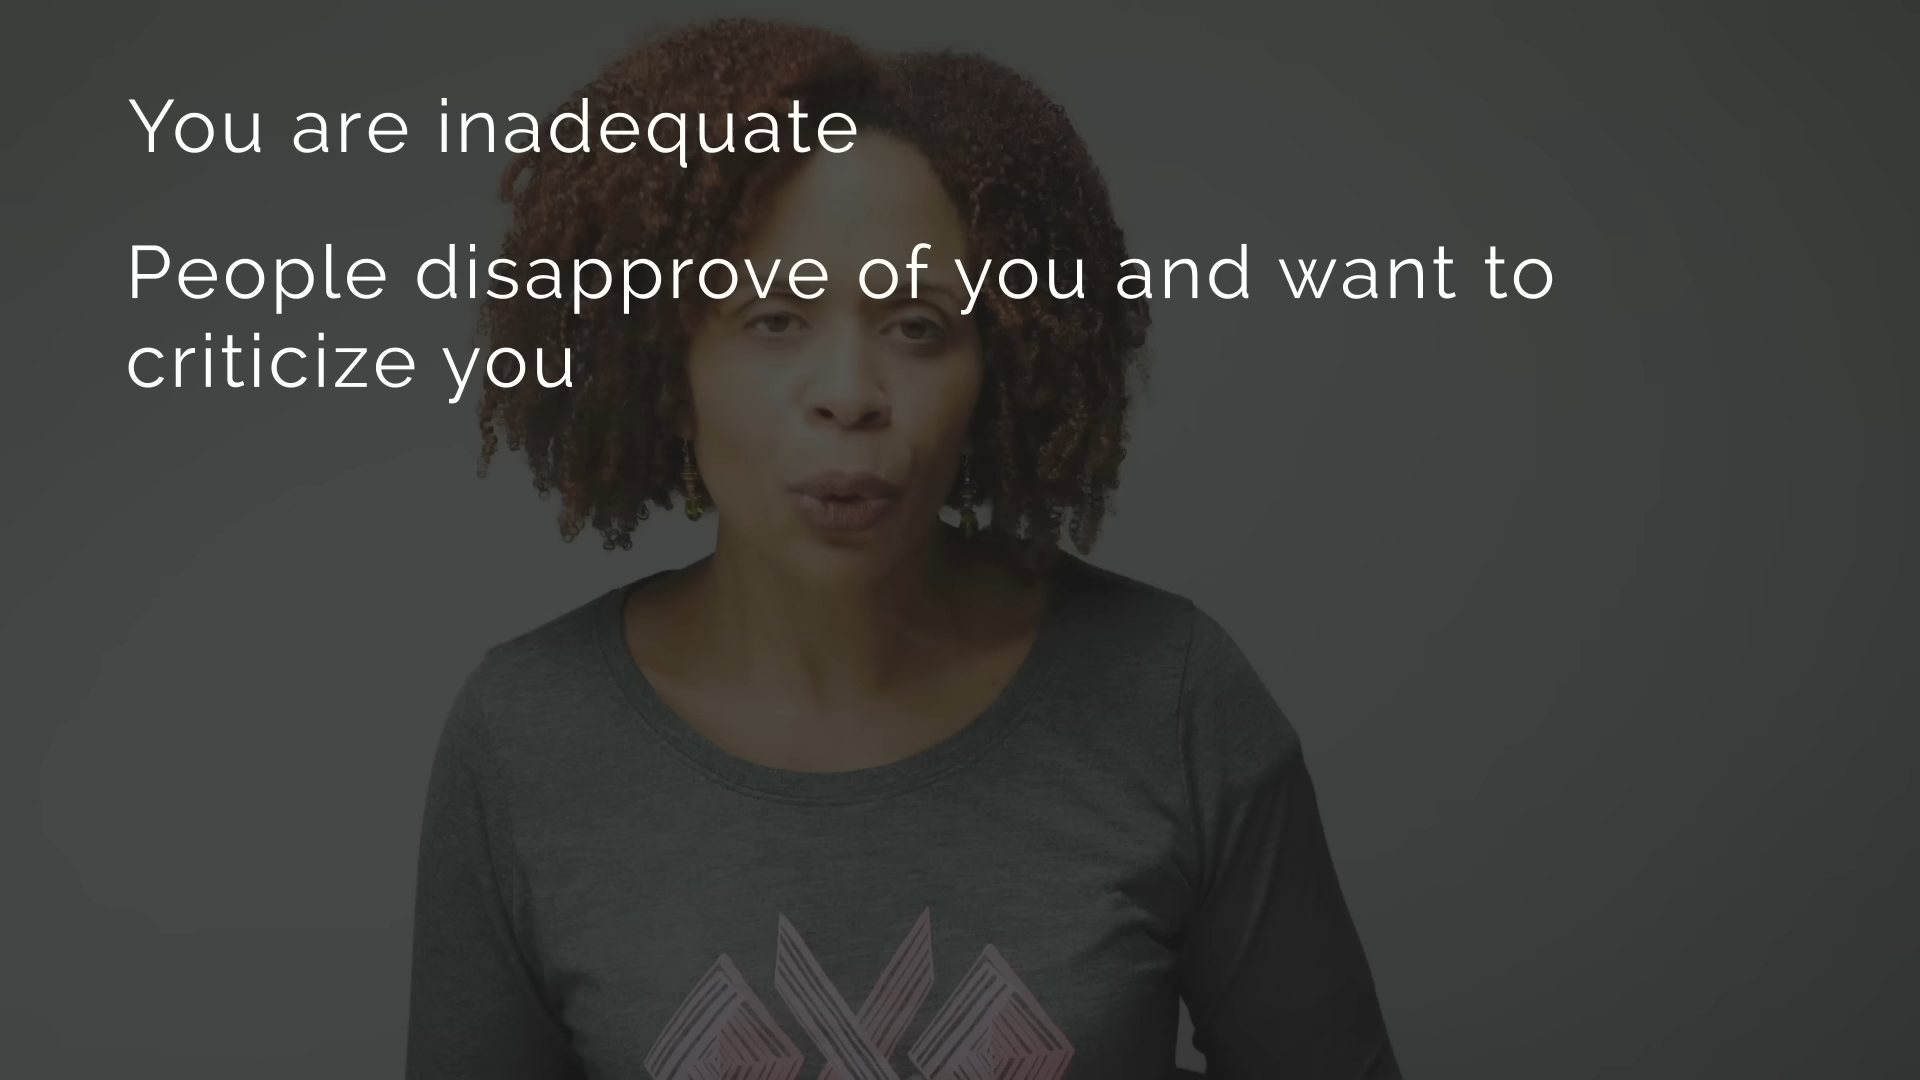 You are inadequate
People disapprove of you and want to
criticize you